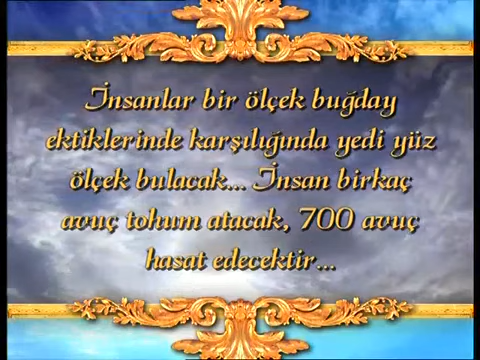 İnsanlar bir ölçek buğday
ektiklerinde karşılığında yedi yüz
ölçek bulacak... İnsan birkaç
avuç tohum atacak, 700 avuç
hasat edecektir...